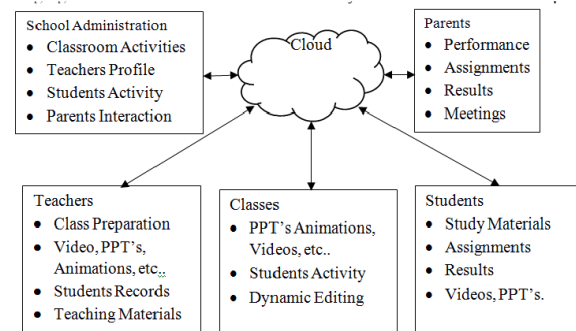 School Administration
● Classroom Activities
● Teachers Profile
● Students Activity
● Parents Interaction
Cloud
Parents
● Performance
● Assignments
● Results
● Meetings
Teachers
● Class Preparation
● Video, PPT's,
Animations, etc..
● Students Records
● Teaching Materials
Classes
● PPT's Animations,
Videos, etc..
● Students Activity
● Dynamic Editing
Students
● Study Materials
● Assignments
● Results
● Videos, PPT's.